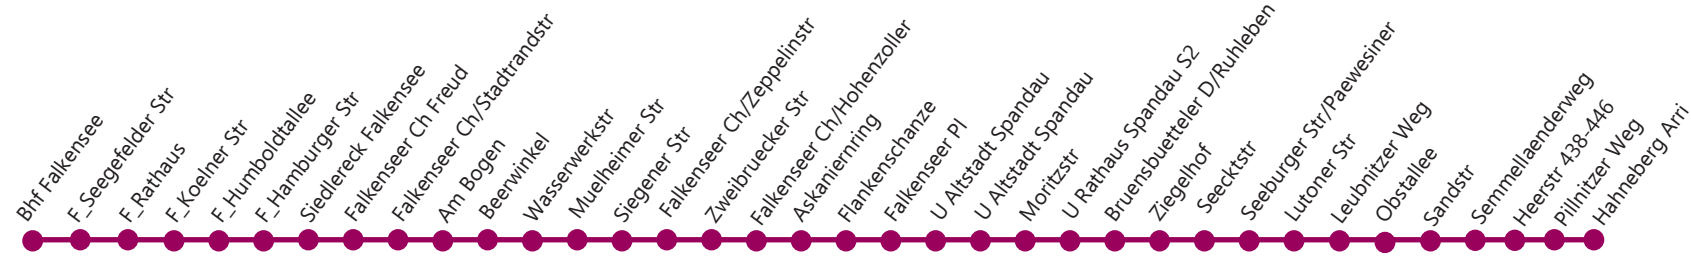 Bhf Falkensee
F_Seegefelder Str
F_Rathaus
F_Koelner Str
F_Humboldtallee
F_Hamburger Str
Siedlereck Falkensee
Falkenseer Ch Freud
Falkenseer Ch/Stadtrandstr
Am Bogen
Beerwinkel
Wasserwerkstr
Muelheimer Str
Siegener Str
Falkenseer Ch/Zeppelinstr
Zweibruecker Str
Falkenseer Ch/Hohenzoller
Askanierring
Flankenschanze
Falkenseer Pl
U Altstadt Spandau
U Altstadt Spandau
Moritzstr
U Rathaus Spandau S2
Bruensbuetteler D/Ruhleben
Ziegelhof
Seecktstr
Seeburger Str/Paewesiner
Lutoner Str
Leubnitzer Weg
Obstallee
Sandstr
Semmellaenderweg
Heerstr 438-446
Pillnitzer Weg
Hahneberg Arri